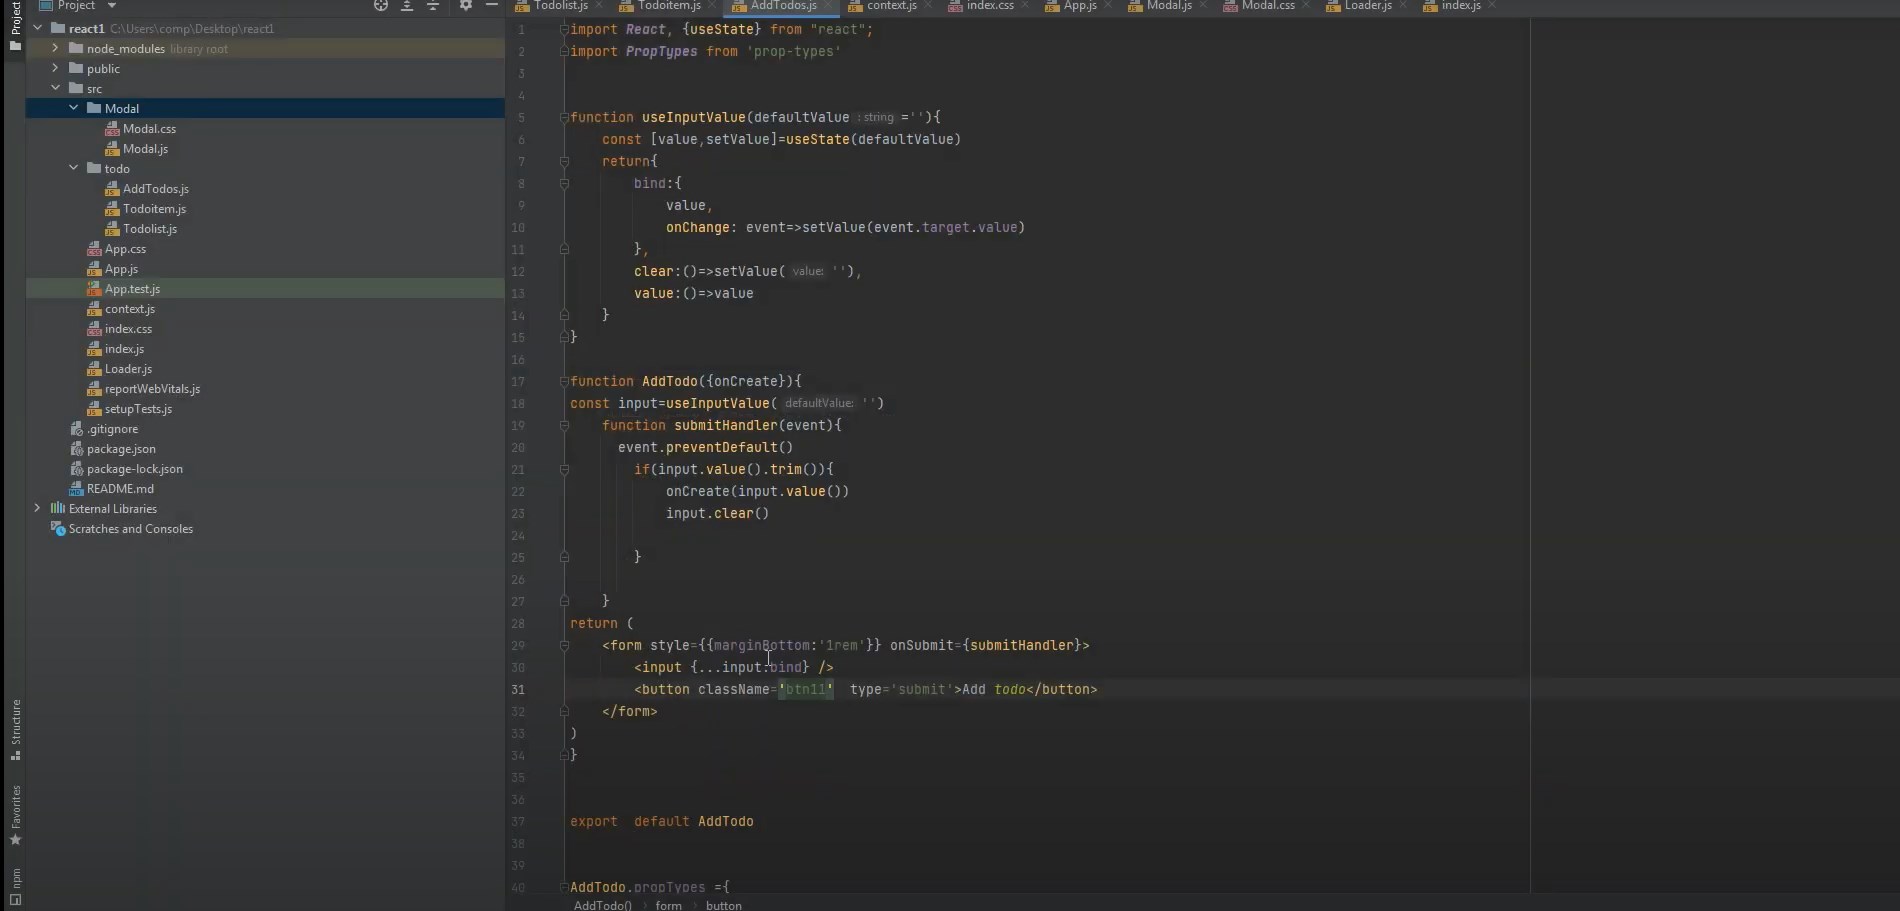 Project
Todolist.js
Todoitem.js
AddTodos.js
context.js
index.css
App.js
Modal.js
Modal.css
Loader.js
index.js
Project
react1 C:\Users\comp\Desktop\react1
node_modules library root
public
src
Modal
Modal.css
Modal.js
todo
AddTodos.js
Todoitem.js
Todolist.js
App.css
App.js
App.test.js
context.js
index.css
index.js
Loader.js
reportWebVitals.js
setupTests.js
.gitignore
package.json
package-lock.json
README.md
External Libraries
Scratches and Consoles
Structure
Favorites
npm
1 import React, {useState} from "react";
2 import PropTypes from 'prop-types'
3
4
5 function useInputValue(defaultValue : string =''){
6 const [value,setValue]=useState(defaultValue)
7 return{
8 bind:{
9 value,
10 onChange: event=>setValue(event.target.value)
11 },
12 clear:()=>setValue( value: ''),
13 value:()=>value
14 }
15 }
16
17 function AddTodo({onCreate}){
18 const input=useInputValue( defaultValue: '')
19 function submitHandler(event){
20 event.preventDefault()
21 if(input.value().trim()){
22 onCreate(input.value())
23 input.clear()
24
25 }
26
27 }
28 return (
29 <form style={{marginBottom:'1rem'}} onSubmit={submitHandler}>
30 <input {...input.bind} />
31 <button className='btn11' type='submit'>Add todo</button>
32 </form>
33 )
34 }
35
36
37 export default AddTodo
38
39
40 AddTodo.propTypes ={
AddTodo() › form › button